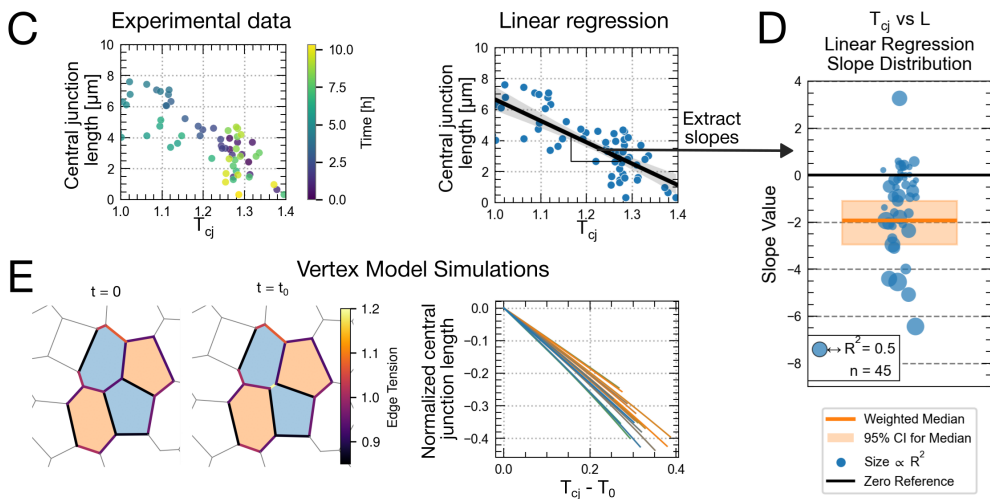 C
Experimental data
Central junction
length [µm]
10
8
6
4
2
0
1.0 1.1 1.2 1.3 1.4
T_cj
10.0
7.5
5.0
2.5
0.0
Time [h]
Linear regression
Central junction
length [µm]
10
8
6
4
2
0
1.0 1.1 1.2 1.3 1.4
T_cj
Extract
slopes
D
T_cj vs L
Linear Regression
Slope Distribution
Slope Value
4
2
0
−2
−4
−6
−8
↔ R² = 0.5
n = 45
Weighted Median
95% CI for Median
Size ∝ R²
Zero Reference
E
Vertex Model Simulations
t = 0
t = t₀
1.2
1.1
1.0
0.9
Edge Tension
Normalized central
junction length
0.0
−0.1
−0.2
−0.3
−0.4
0.0 0.2 0.4
T_cj - T₀